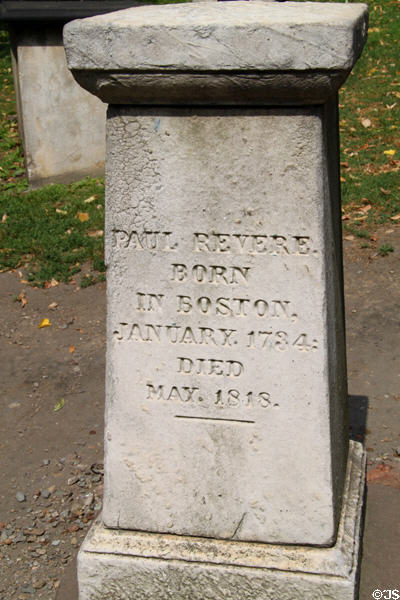 PAUL REVERE.
BORN
IN BOSTON,
JANUARY. 1734:
DIED
MAY. 1818.
©JS